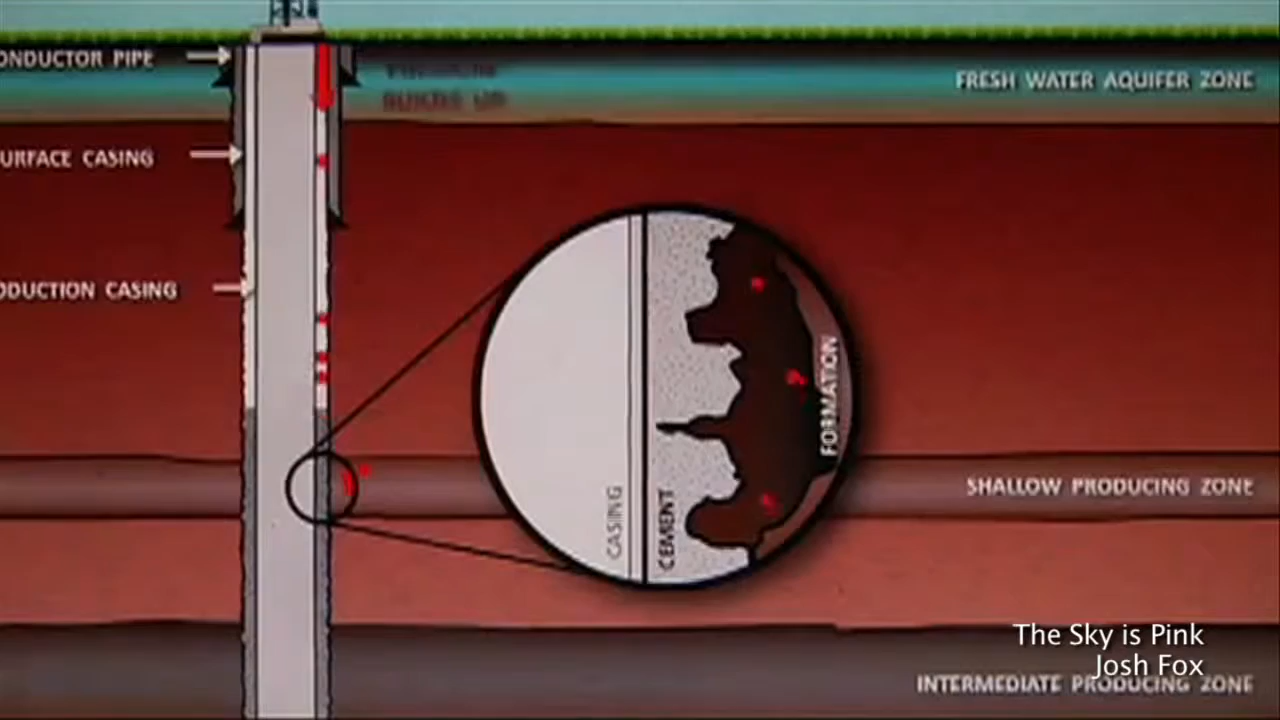 ONDUCTOR PIPE
FRESH WATER AQUIFER ZONE
URFACE CASING
ODUCTION CASING
FORMATION
CASING
CEMENT
SHALLOW PRODUCING ZONE
The Sky is Pink
Josh Fox
INTERMEDIATE PRODUCING ZONE